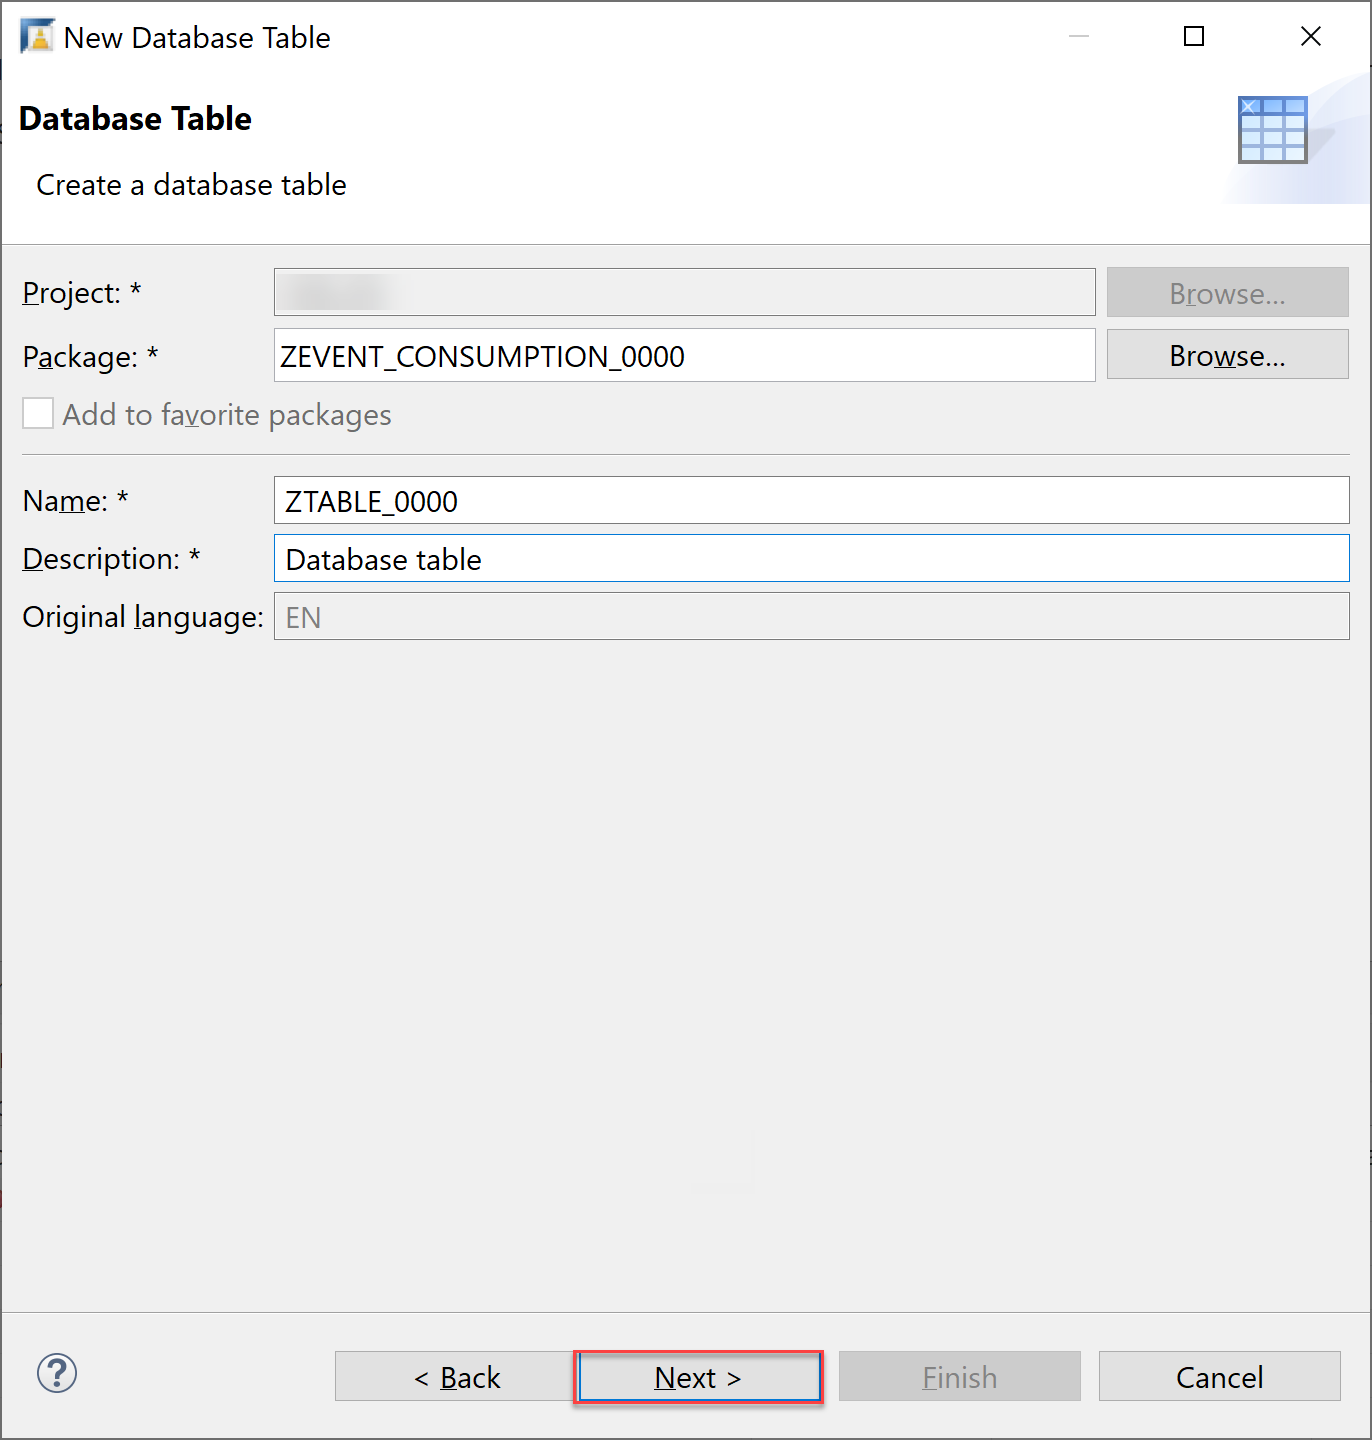 New Database Table
Database Table
Create a database table
Project: *
Browse...
Package: * ZEVENT_CONSUMPTION_0000 Browse...
Add to favorite packages
Name: * ZTABLE_0000
Description: * Database table
Original language: EN
? < Back Next > Finish Cancel